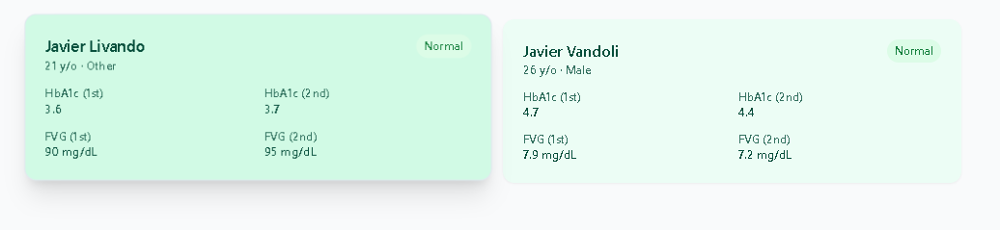 Javier Livando
Normal
21 y/o · Other
HbA1c (1st)
HbA1c (2nd)
3.6
3.7
FVG (1st)
FVG (2nd)
90 mg/dL
95 mg/dL
Javier Vandoli
Normal
26 y/o · Male
HbA1c (1st)
HbA1c (2nd)
4.7
4.4
FVG (1st)
FVG (2nd)
7.9 mg/dL
7.2 mg/dL